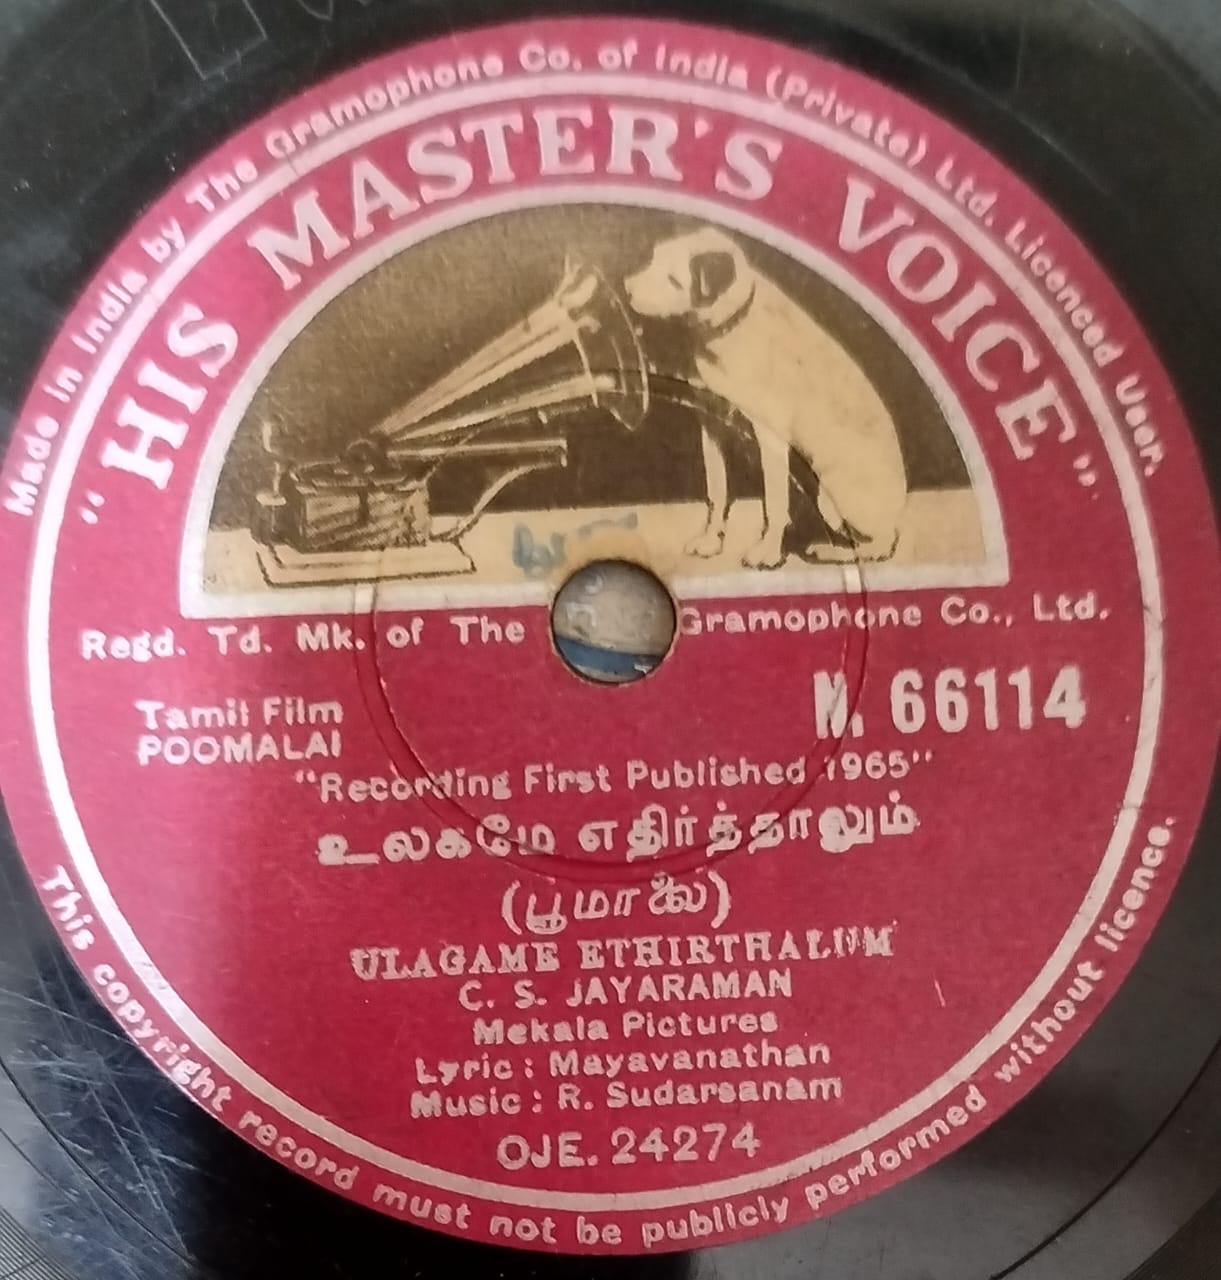 Made in India by The Gramophone Co. of India (Private) Ltd. Licenced User.
"HIS MASTER'S VOICE"
Regd. Td. Mk. of The Gramophone Co., Ltd.
N. 66114
Tamil Film
POOMALAI
"Recording First Published 1965"
உலகமே எதிர்த்தாலும்
(பூமாலை)
ULAGAME ETHIRTHALUM
C. S. JAYARAMAN
Mekala Pictures
Lyric : Mayavanathan
Music : R. Sudarsanam
OJE. 24274
This copyright record must not be publicly performed without licence.